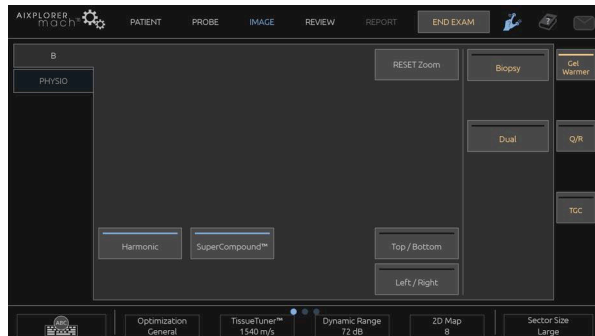 AIXPLORER
mach
PATIENT
PROBE
IMAGE
REVIEW
REPORT
END EXAM
B
PHYSIO
RESET Zoom
Biopsy
Gel
Warmer
Dual
Q/R
TGC
Harmonic
SuperCompound™
Top / Bottom
Left / Right
ABC
Optimization
General
TissueTuner™
1540 m/s
Dynamic Range
72 dB
2D Map
8
Sector Size
Large